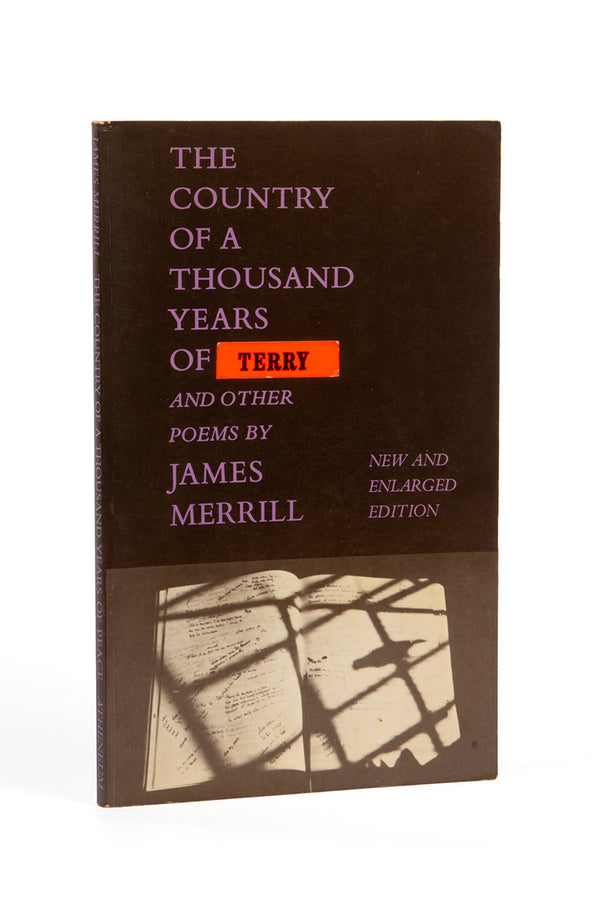 THE
COUNTRY
OF A
THOUSAND
YEARS
OF TERRY
AND OTHER
POEMS BY
JAMES
MERRILL
NEW AND
ENLARGED
EDITION
JAMES MERRILL THE COUNTRY OF A THOUSAND YEARS OF PEACE ATHENEUM